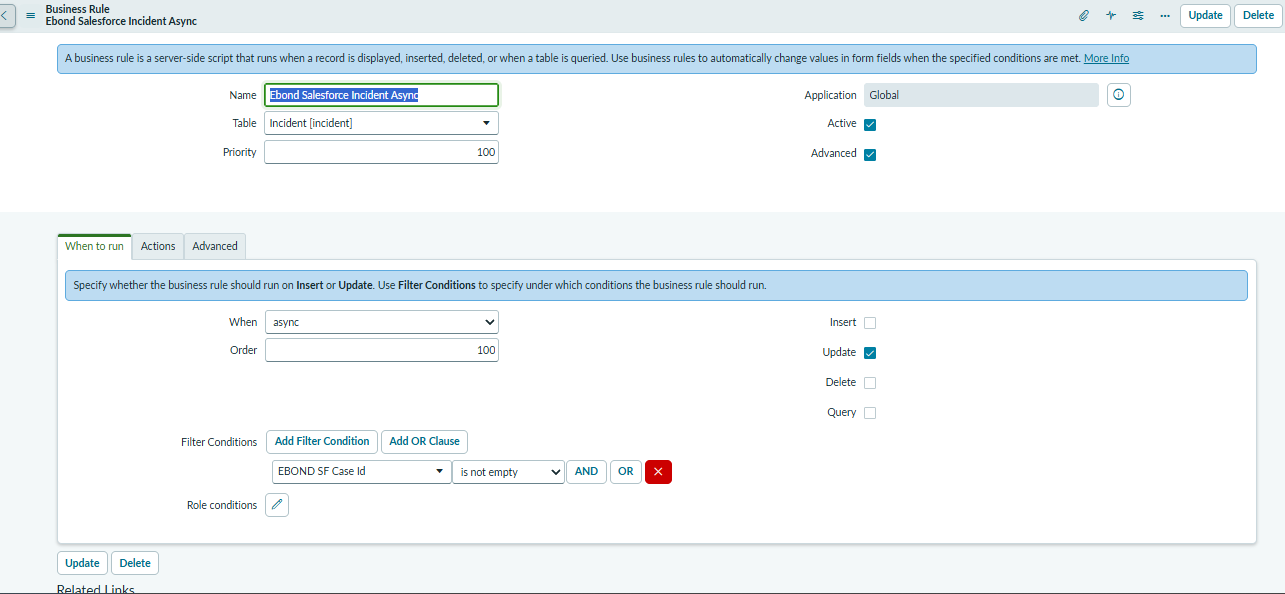 Business Rule
Ebond Salesforce Incident Async
Update Delete
A business rule is a server-side script that runs when a record is displayed, inserted, deleted, or when a table is queried. Use business rules to automatically change values in form fields when the specified conditions are met. More Info
Name Ebond Salesforce Incident Async Application Global
Table Incident [incident] Active
Priority 100 Advanced
When to run Actions Advanced
Specify whether the business rule should run on Insert or Update. Use Filter Conditions to specify under which conditions the business rule should run.
When async Insert
Order 100 Update
Delete
Query
Filter Conditions Add Filter Condition Add OR Clause
EBOND SF Case Id is not empty AND OR
Role conditions
Update Delete
Related Links